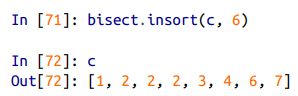 In [71]: bisect.insort(c, 6)
In [72]: c
Out[72]: [1, 2, 2, 2, 3, 4, 6, 7]